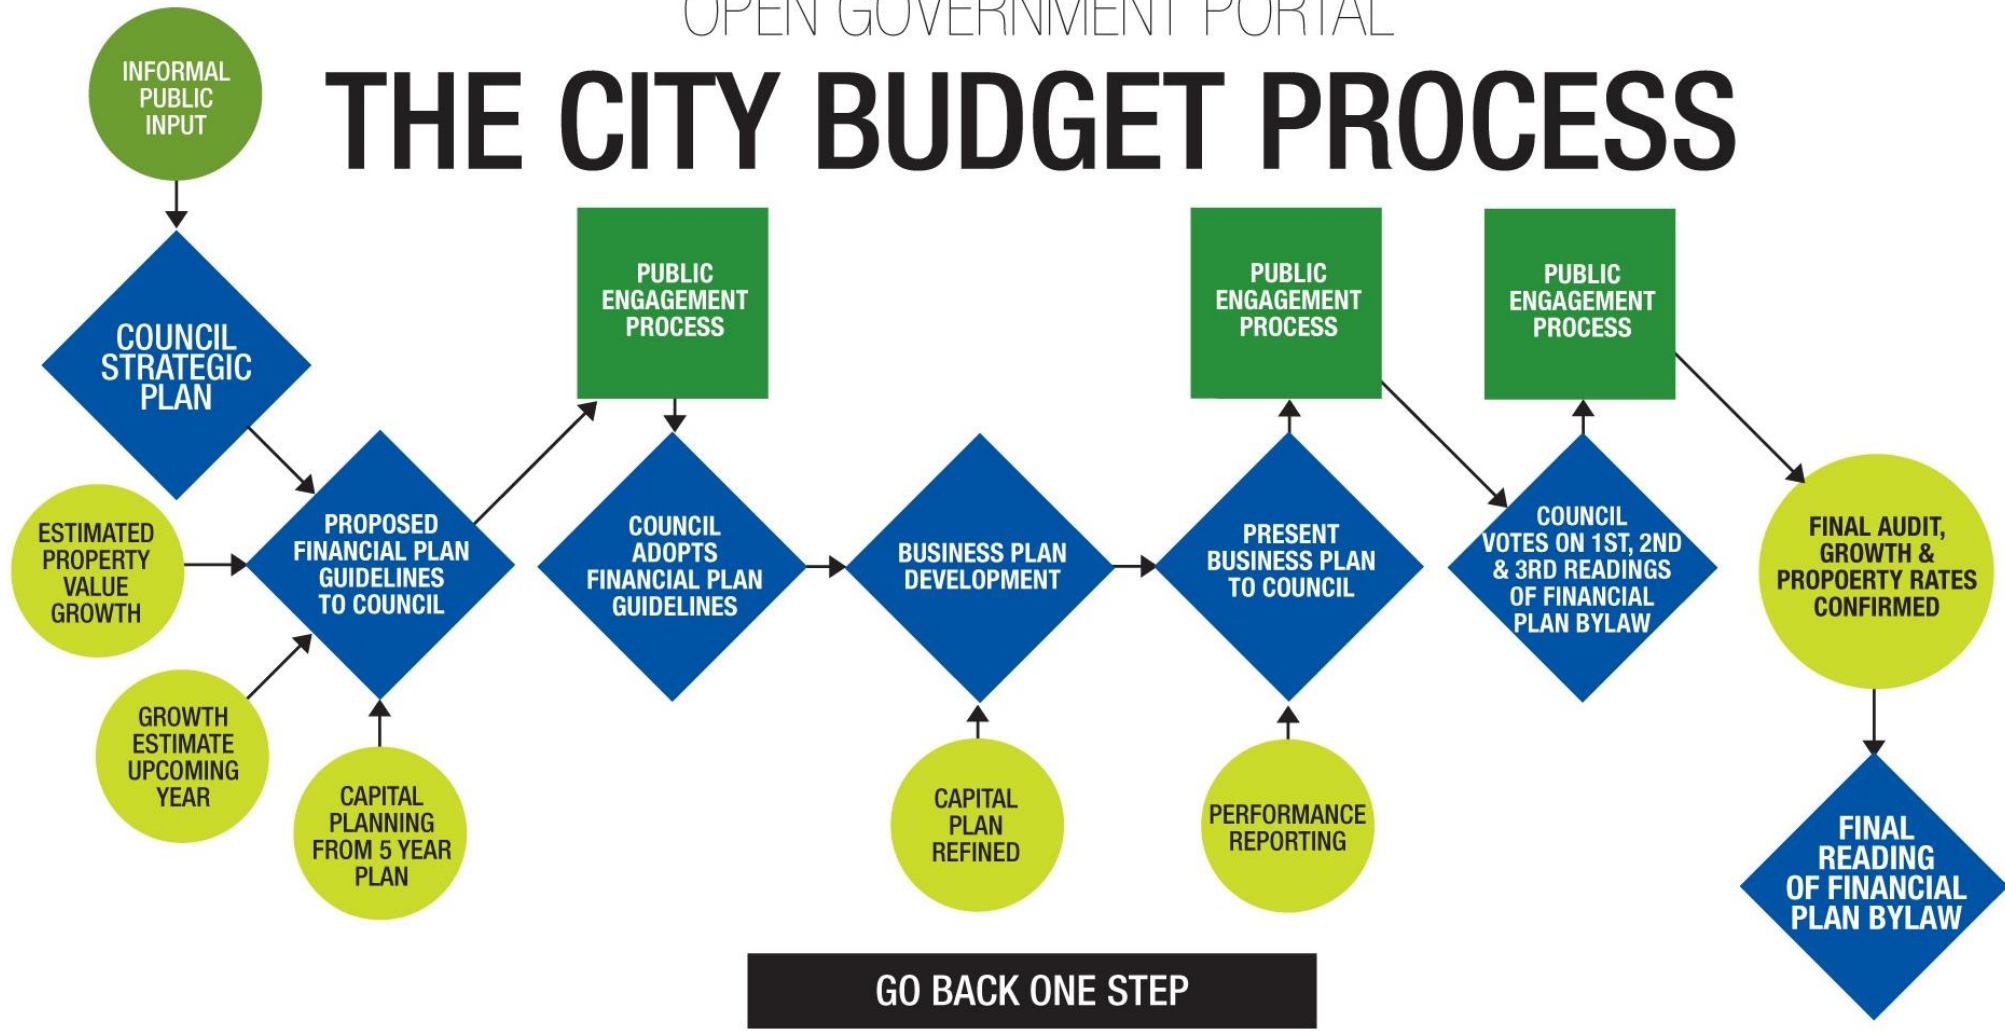 OPEN GOVERNMENT PORTAL
THE CITY BUDGET PROCESS
INFORMAL
PUBLIC
INPUT
COUNCIL
STRATEGIC
PLAN
ESTIMATED
PROPERTY
VALUE
GROWTH
GROWTH
ESTIMATE
UPCOMING
YEAR
CAPITAL
PLANNING
FROM 5 YEAR
PLAN
PROPOSED
FINANCIAL PLAN
GUIDELINES
TO COUNCIL
PUBLIC
ENGAGEMENT
PROCESS
COUNCIL
ADOPTS
FINANCIAL PLAN
GUIDELINES
BUSINESS PLAN
DEVELOPMENT
CAPITAL
PLAN
REFINED
PRESENT
BUSINESS PLAN
TO COUNCIL
PERFORMANCE
REPORTING
PUBLIC
ENGAGEMENT
PROCESS
COUNCIL
VOTES ON 1ST, 2ND
& 3RD READINGS
OF FINANCIAL
PLAN BYLAW
PUBLIC
ENGAGEMENT
PROCESS
FINAL AUDIT,
GROWTH &
PROPOERTY RATES
CONFIRMED
FINAL
READING
OF FINANCIAL
PLAN BYLAW
GO BACK ONE STEP